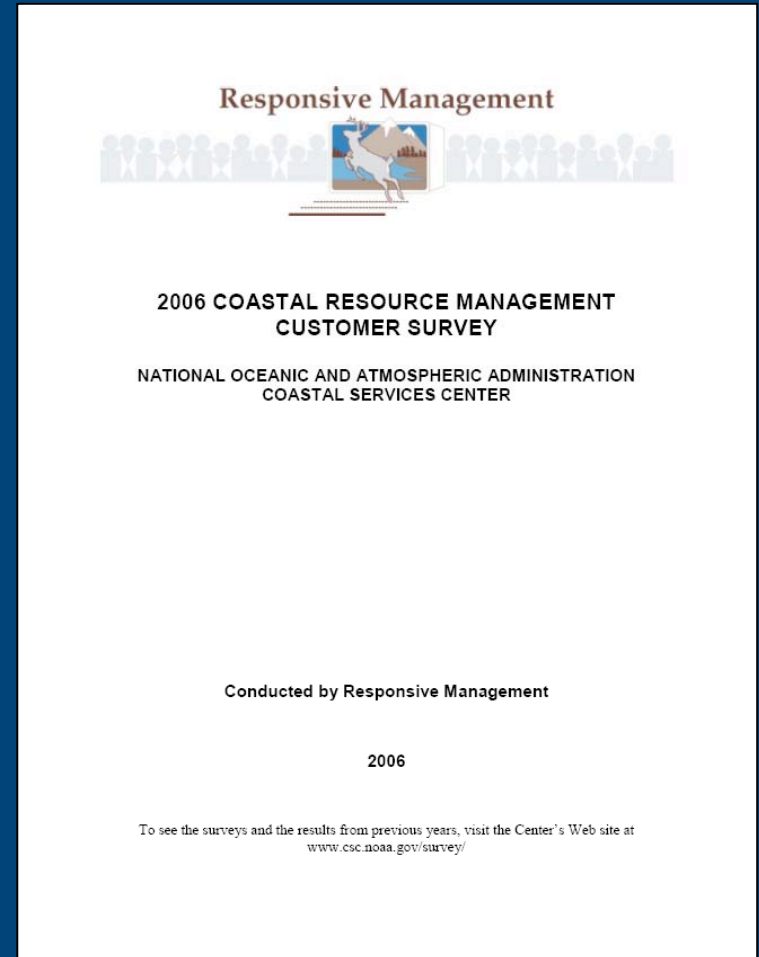 Responsive Management
2006 COASTAL RESOURCE MANAGEMENT
CUSTOMER SURVEY
NATIONAL OCEANIC AND ATMOSPHERIC ADMINISTRATION
COASTAL SERVICES CENTER
Conducted by Responsive Management
2006
To see the surveys and the results from previous years, visit the Center's Web site at
www.csc.noaa.gov/survey/